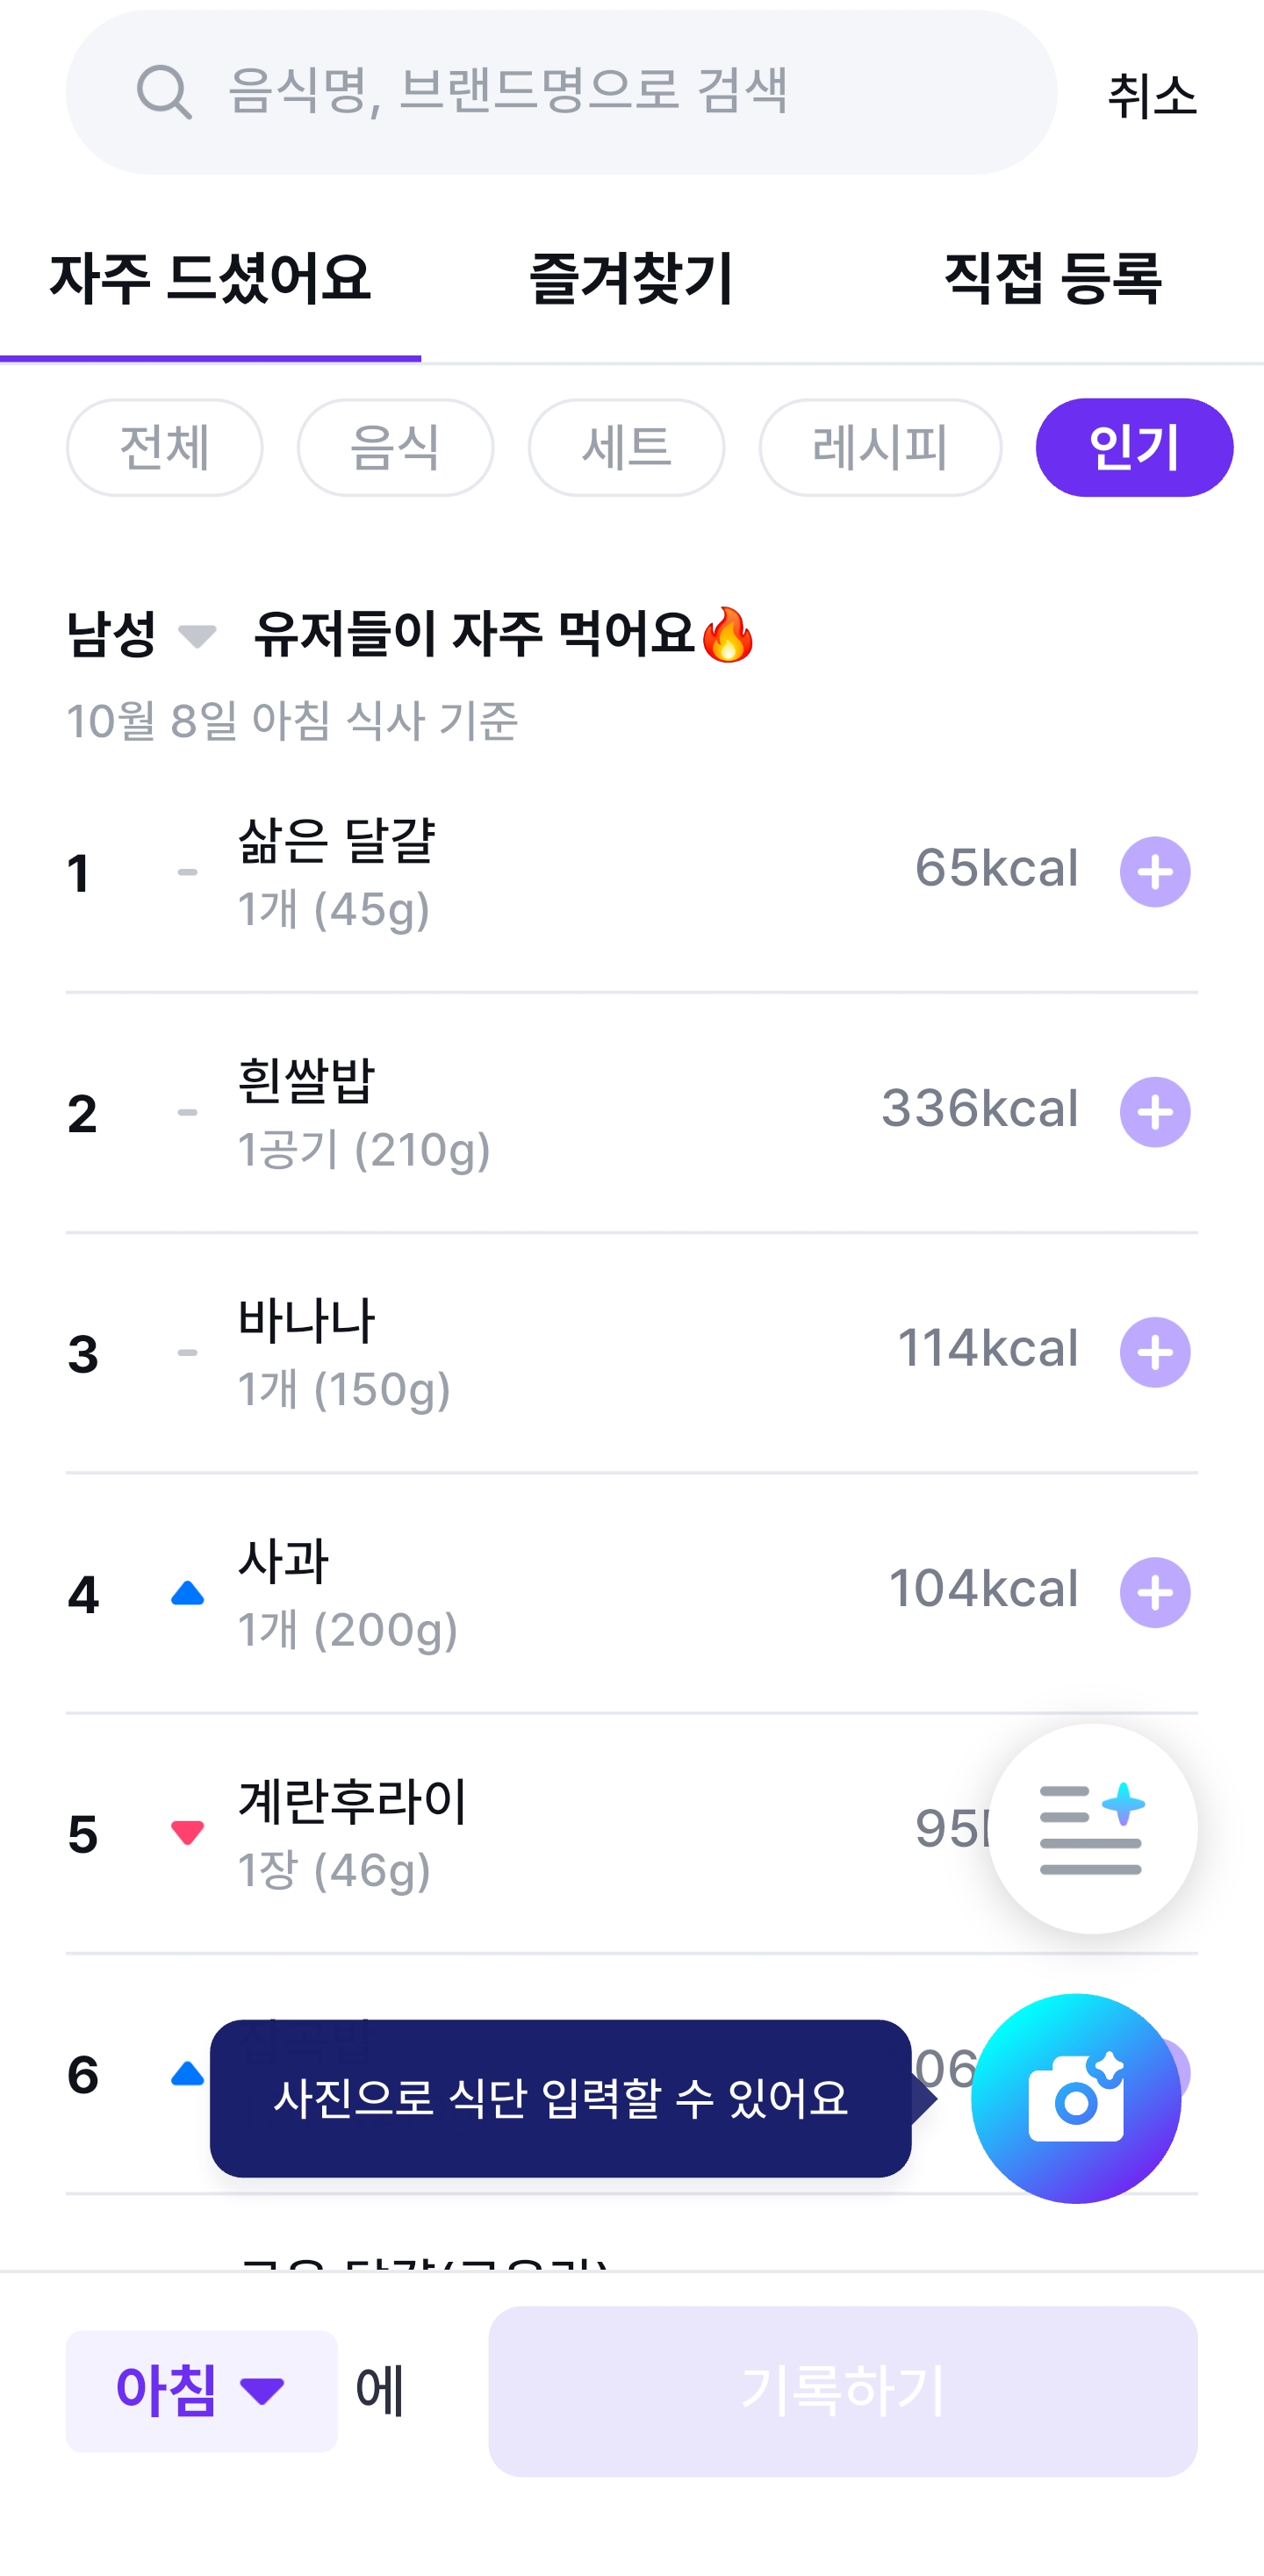 음식명, 브랜드명으로 검색
취소
자주 드셨어요
즐겨찾기
직접 등록
전체
음식
세트
레시피
인기
남성
유저들이 자주 먹어요🔥
10월 8일 아침 식사 기준
1
-
삶은 달걀
1개 (45g)
65kcal
2
-
흰쌀밥
1공기 (210g)
336kcal
3
-
바나나
1개 (150g)
114kcal
4
사과
1개 (200g)
104kcal
5
계란후라이
1장 (46g)
95
6
사진으로 식단 입력할 수 있어요
아침
에
기록하기